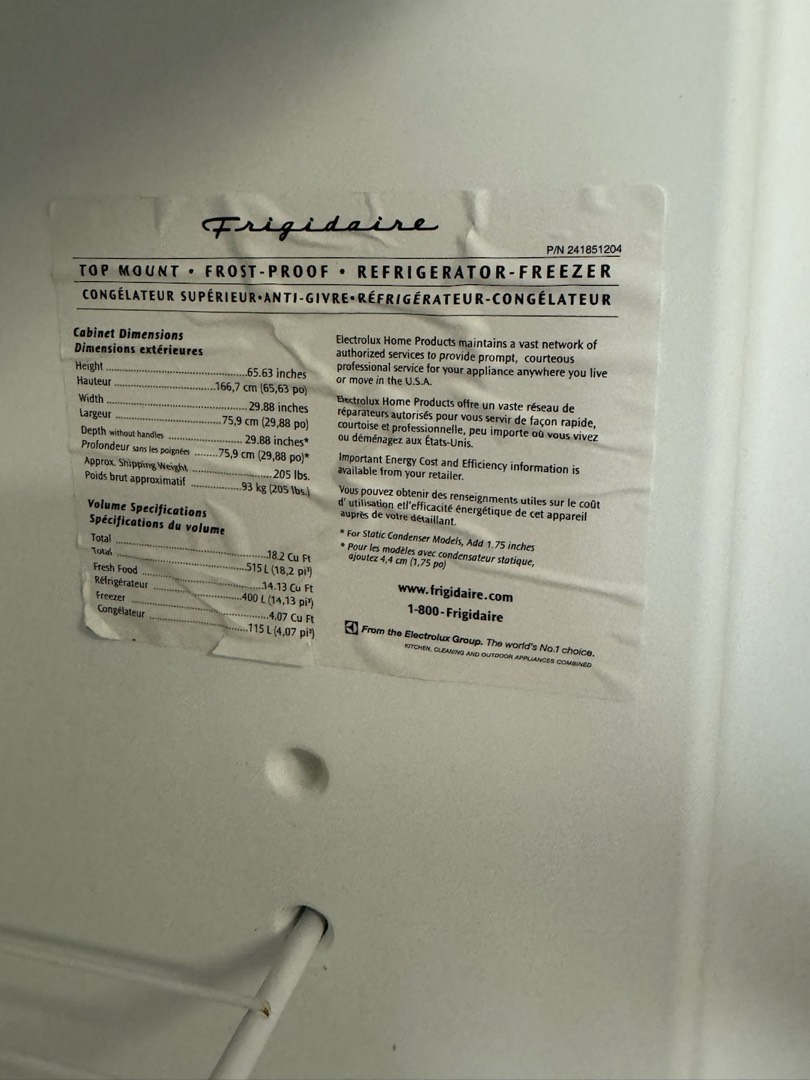 Frigidaire
P/N 241851204
TOP MOUNT • FROST-PROOF • REFRIGERATOR-FREEZER
CONGÉLATEUR SUPÉRIEUR•ANTI-GIVRE•RÉFRIGÉRATEUR-CONGÉLATEUR
Cabinet Dimensions
Dimensions extérieures
Height ........................................65.63 inches
Hauteur .............................166,7 cm (65,63 po)
Width ........................................29.88 inches
Largeur ...............................75,9 cm (29,88 po)
Depth without handles ..................... 29.88 inches*
Profondeur sans les poignées .......75,9 cm (29,88 po)*
Approx. Shipping Weight .......................205 lbs.
Poids brut approximatif ................93 kg (205 lbs.)
Volume Specifications
Spécifications du volume
Total ...........................................18.2 Cu Ft
Total .....................................515 L (18,2 pi³)
Fresh Food ..................................14.13 Cu Ft
Réfrigérateur ..........................400 L (14,13 pi³)
Freezer .......................................4.07 Cu Ft
Congélateur ............................115 L (4,07 pi³)
Electrolux Home Products maintains a vast network of
authorized services to provide prompt, courteous
professional service for your appliance anywhere you live
or move in the U.S.A.
Electrolux Home Products offre un vaste réseau de
réparateurs autorisés pour vous servir de façon rapide,
courtoise et professionnelle, peu importe où vous vivez
ou déménagez aux États-Unis.
Important Energy Cost and Efficiency information is
available from your retailer.
Vous pouvez obtenir des renseignments utiles sur le coût
d' utilisation etl'efficacité énergétique de cet appareil
auprès de votre détaillant.
* For Static Condenser Models, Add 1.75 inches
* Pour les modèles avec condensateur statique,
ajoutez 4,4 cm (1,75 po)
www.frigidaire.com
1-800-Frigidaire
From the Electrolux Group. The world's No.1 choice.
KITCHEN, CLEANING AND OUTDOOR APPLIANCES COMBINED